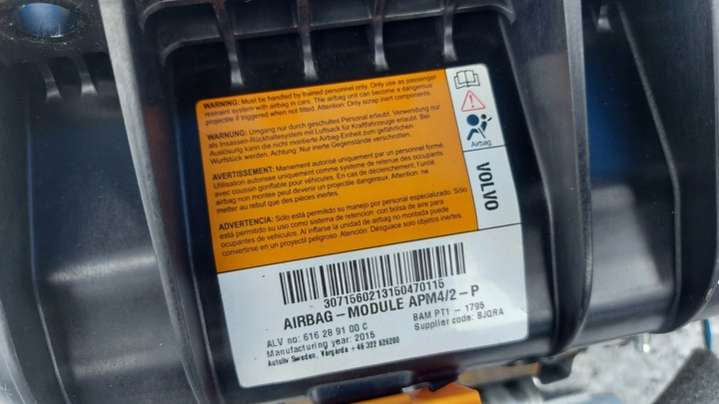 WARNING: Must be handled by trained personnel only. Only use as passenger
restraint system with airbag in cars. The airbag unit can become a dangerous
projectile if triggered when not fitted. Attention: Only scrap inert components.
WARNUNG: Umgang nur durch geschultes Personal erlaubt. Verwendung nur
als Insassen-Rückhaltesystem mit Luftsack für Kraftfahrzeuge erlaubt. Bei
Auslösung kann die nicht montierte Airbag-Einheit zum gefährlichen
Wurfstück werden. Achtung: Nur inerte Gegenstände verschrotten.
AVERTISSEMENT: Maniement autorisé uniquement par un personnel formé.
Utilisation autorisée uniquement comme système de retenue des occupants
avec coussin gonflable pour véhicules. En cas de déclenchement, l'unité
airbag non montée peut devenir un projectile dangereux. Attention: ne
mettre au rebut que des pièces inertes.
ADVERTENCIA: Sólo está permitido su manejo por personal especializado. Sólo
está permitido su uso como sistema de retención con bolsa de aire para
ocupantes de vehículos. Al inflarse la unidad de airbag no montada puede
convertirse en un proyectil peligroso. Atención: Desguace solo objetos inertes.
Airbag
VOLVO
3071560213150470115
AIRBAG - MODULE APM4/2-P
ALV no: 616 28 91 00 C
BAM PT1 - 1795
Manufacturing year: 2015
Supplier code: BJQRA
Autoliv Sweden, Vårgårda +46 322 626200